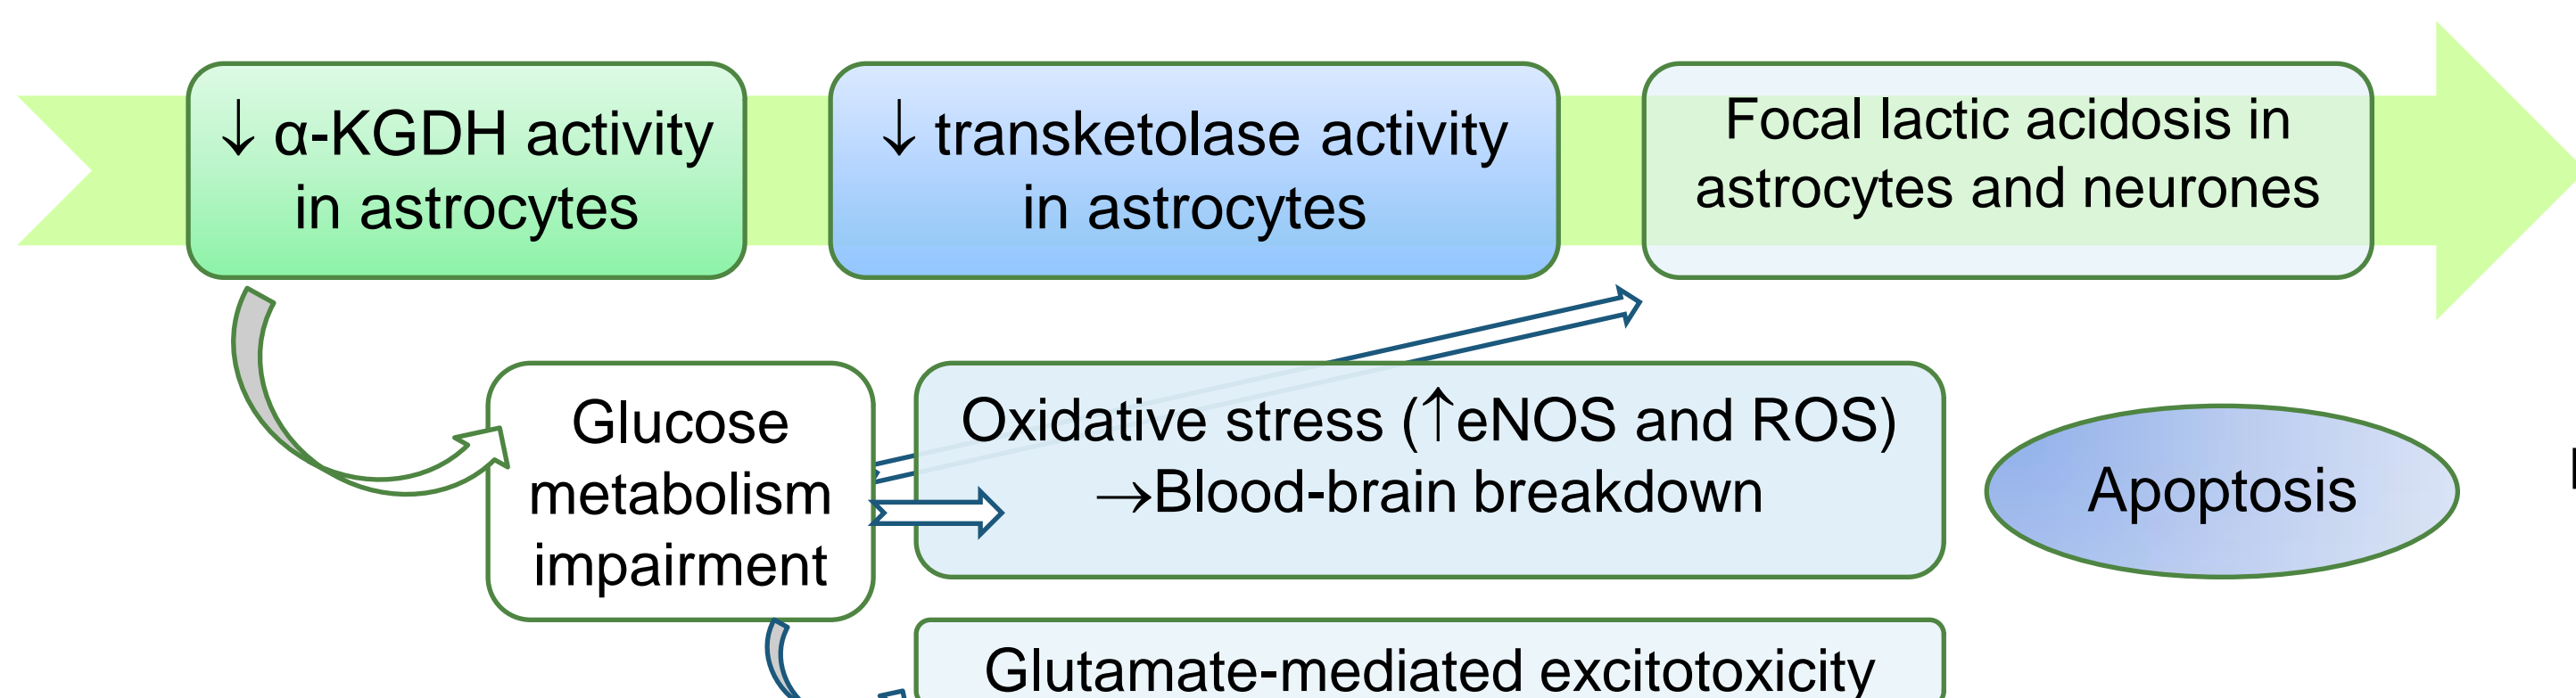 ↓ α-KGDH activity
in astrocytes
↓ transketolase activity
in astrocytes
Focal lactic acidosis in
astrocytes and neurones
Glucose
metabolism
impairment
Oxidative stress (↑eNOS and ROS)
→Blood-brain breakdown
Apoptosis
Glutamate-mediated excitotoxicity